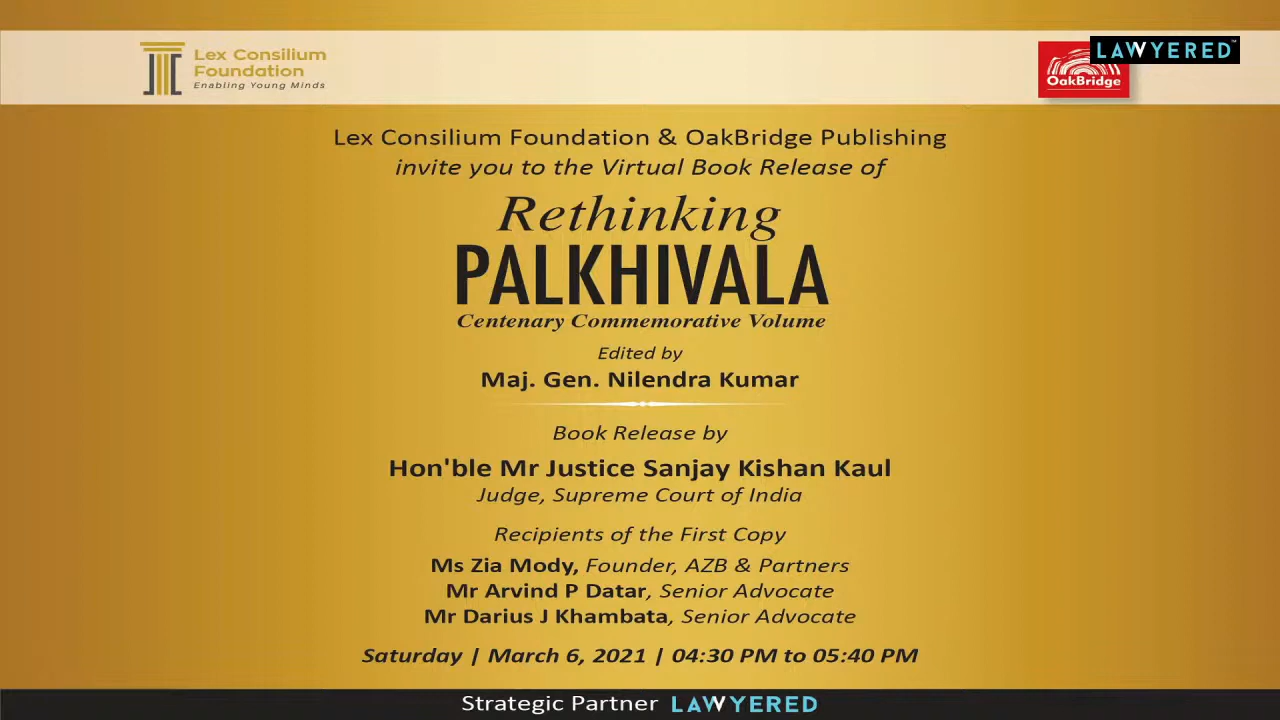 Lex Consilium
Foundation
Enabling Young Minds
OakBridge
LAWYERED™
Lex Consilium Foundation & OakBridge Publishing
invite you to the Virtual Book Release of
Rethinking
PALKHIVALA
Centenary Commemorative Volume
Edited by
Maj. Gen. Nilendra Kumar
Book Release by
Hon'ble Mr Justice Sanjay Kishan Kaul
Judge, Supreme Court of India
Recipients of the First Copy
Ms Zia Mody, Founder, AZB & Partners
Mr Arvind P Datar, Senior Advocate
Mr Darius J Khambata, Senior Advocate
Saturday | March 6, 2021 | 04:30 PM to 05:40 PM
Strategic Partner LAWYERED